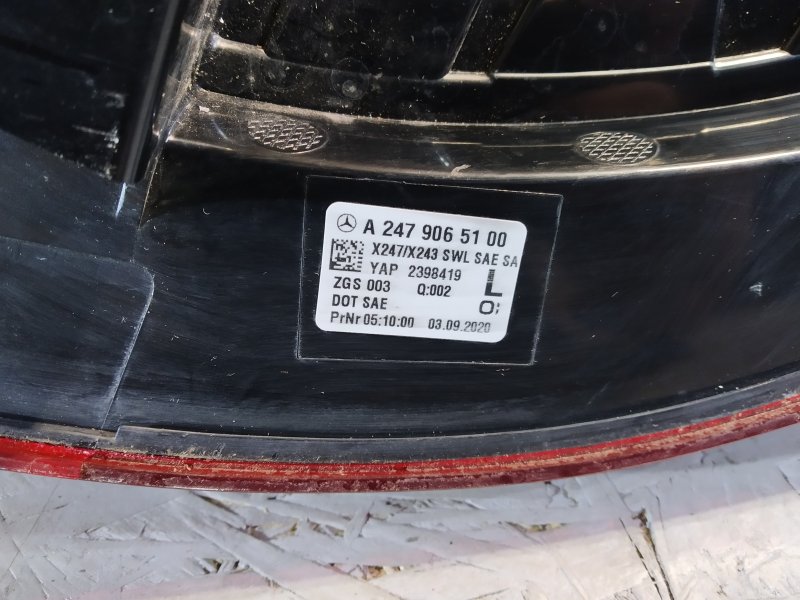 A 247 906 51 00
X247/X243 SWL SAE SA
YAP 2398419
L
ZGS 003 Q:002
DOT SAE
PrNr 05:10:00 03.09.2020